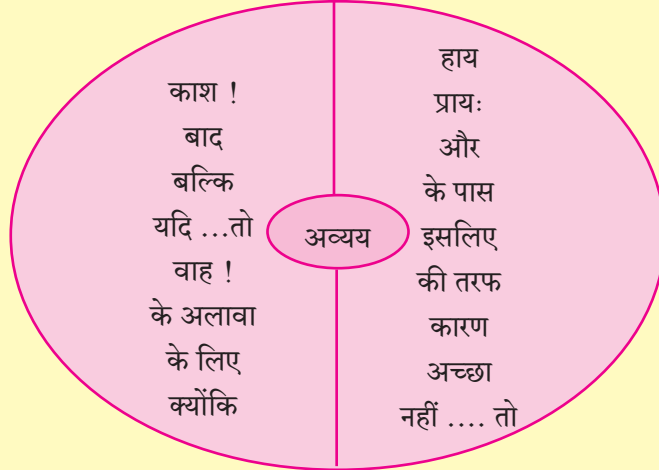 काश !
बाद
बल्कि
यदि ...तो
वाह !
के अलावा
के लिए
क्योंकि
अव्यय
हाय
प्रायः
और
के पास
इसलिए
की तरफ
कारण
अच्छा
नहीं .... तो